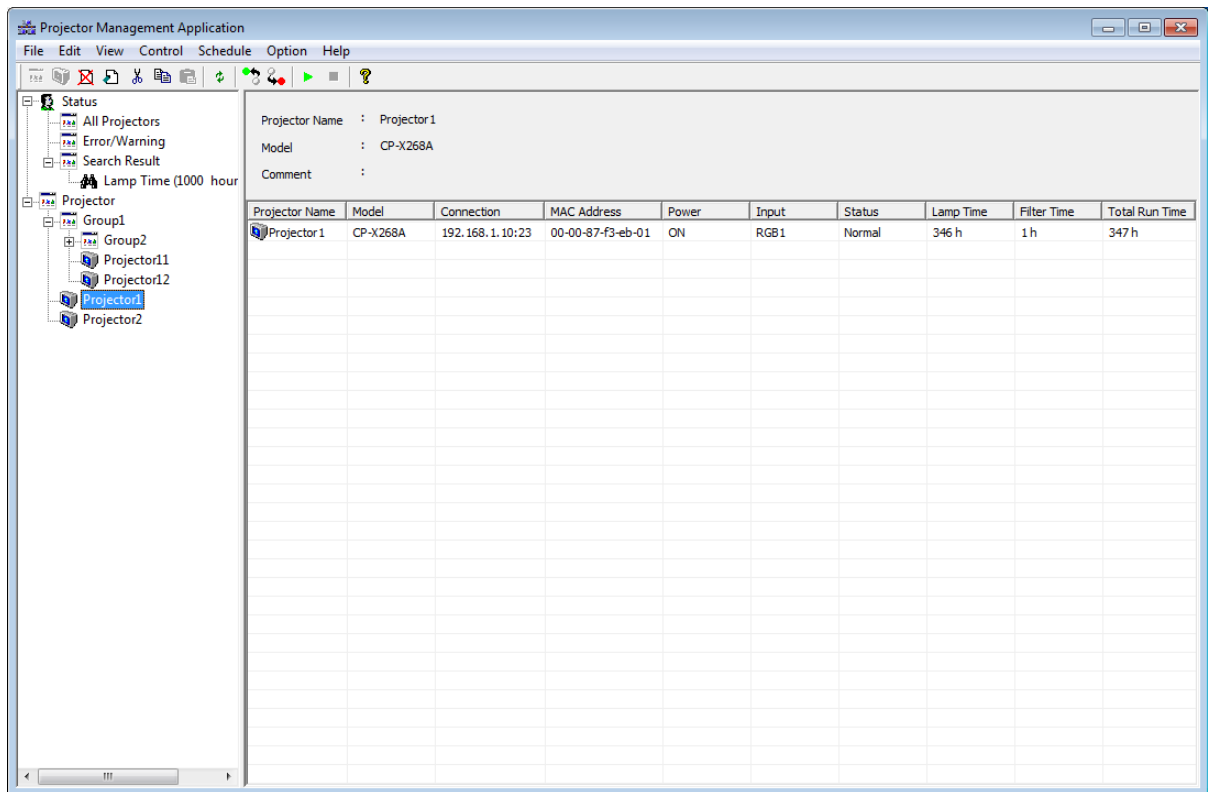 Projector Management Application
File Edit View Control Schedule Option Help
Status
All Projectors
Error/Warning
Search Result
Lamp Time (1000 hour
Projector
Group1
Group2
Projector11
Projector12
Projector1
Projector2
Projector Name : Projector1
Model : CP-X268A
Comment :
Projector Name Model Connection MAC Address Power Input Status Lamp Time Filter Time Total Run Time
Projector1 CP-X268A 192.168.1.10:23 00-00-87-f3-eb-01 ON RGB1 Normal 346 h 1 h 347 h